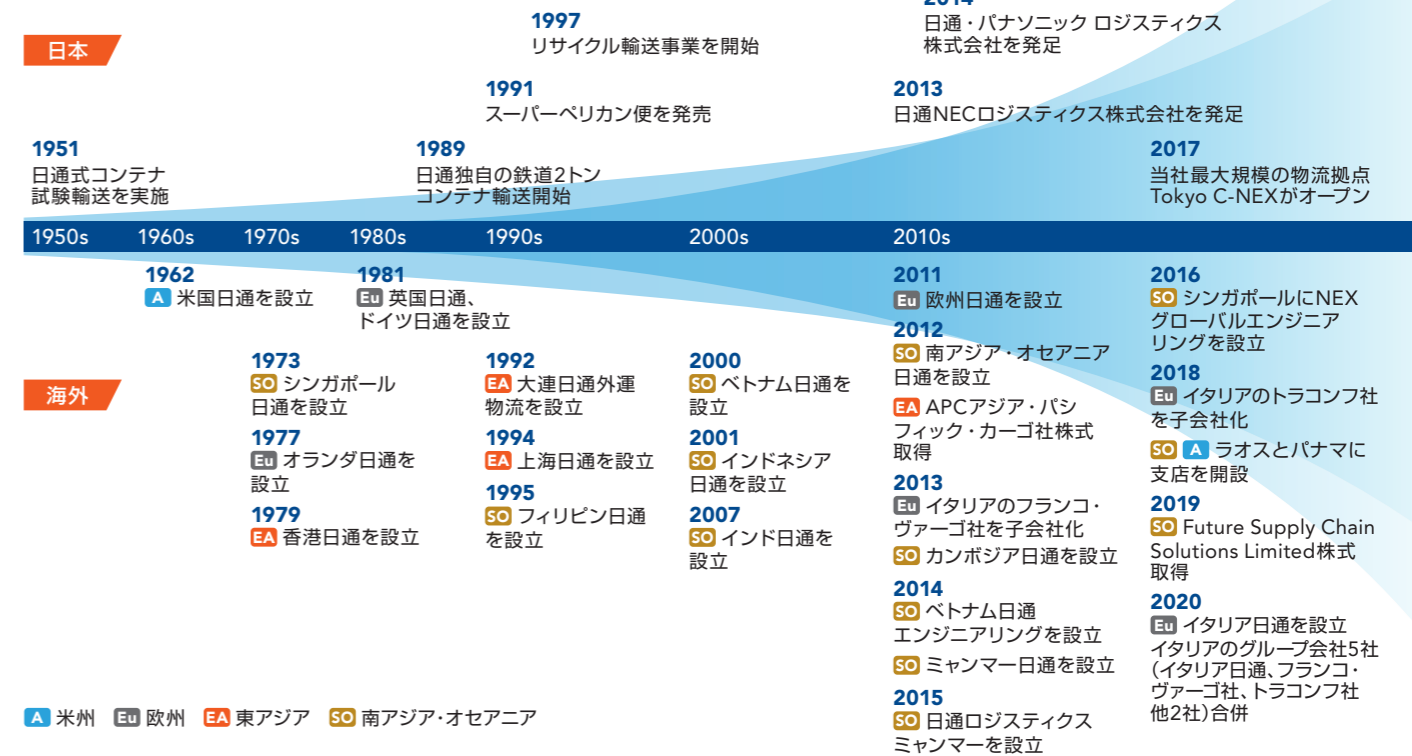 2014
日通・パナソニック ロジスティクス
株式会社を発足
1997
リサイクル輸送事業を開始
日本
1991
スーパーペリカン便を発売
2013
日通NECロジスティクス株式会社を発足
1951
日通式コンテナ
試験輸送を実施
1989
日通独自の鉄道2トン
コンテナ輸送開始
2017
当社最大規模の物流拠点
Tokyo C-NEXがオープン
1950s 1960s 1970s 1980s 1990s 2000s 2010s
海外
1962
A 米国日通を設立
1981
Eu 英国日通、
ドイツ日通を設立
1973
SO シンガポール
日通を設立
1977
Eu オランダ日通を
設立
1979
EA 香港日通を設立
1992
EA 大連日通外運
物流を設立
1994
EA 上海日通を設立
1995
SO フィリピン日通
を設立
2000
SO ベトナム日通を
設立
2001
SO インドネシア
日通を設立
2007
SO インド日通を
設立
2011
Eu 欧州日通を設立
2012
SO 南アジア・オセアニア
日通を設立
EA APCアジア・パシ
フィック・カーゴ社株式
取得
2013
Eu イタリアのフランコ・
ヴァーゴ社を子会社化
SO カンボジア日通を設立
2014
SO ベトナム日通
エンジニアリングを設立
SO ミャンマー日通を設立
2015
SO 日通ロジスティクス
ミャンマーを設立
2016
SO シンガポールにNEX
グローバルエンジニア
リングを設立
2018
Eu イタリアのトラコンフ社
を子会社化
SO A ラオスとパナマに
支店を開設
2019
SO Future Supply Chain
Solutions Limited株式
取得
2020
Eu イタリア日通を設立
イタリアのグループ会社5社
（イタリア日通、フランコ・
ヴァーゴ社、トラコンフ社
他2社）合併
A 米州 Eu 欧州 EA 東アジア SO 南アジア・オセアニア